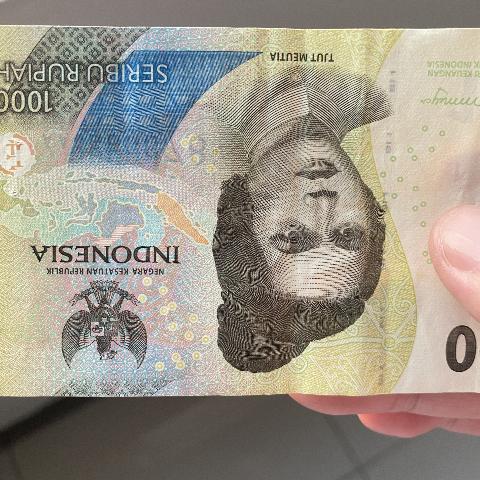 NEGARA KESATUAN REPUBLIK
INDONESIA
TJUT MEUTIA
SERIBU RUPIAH
1000
0